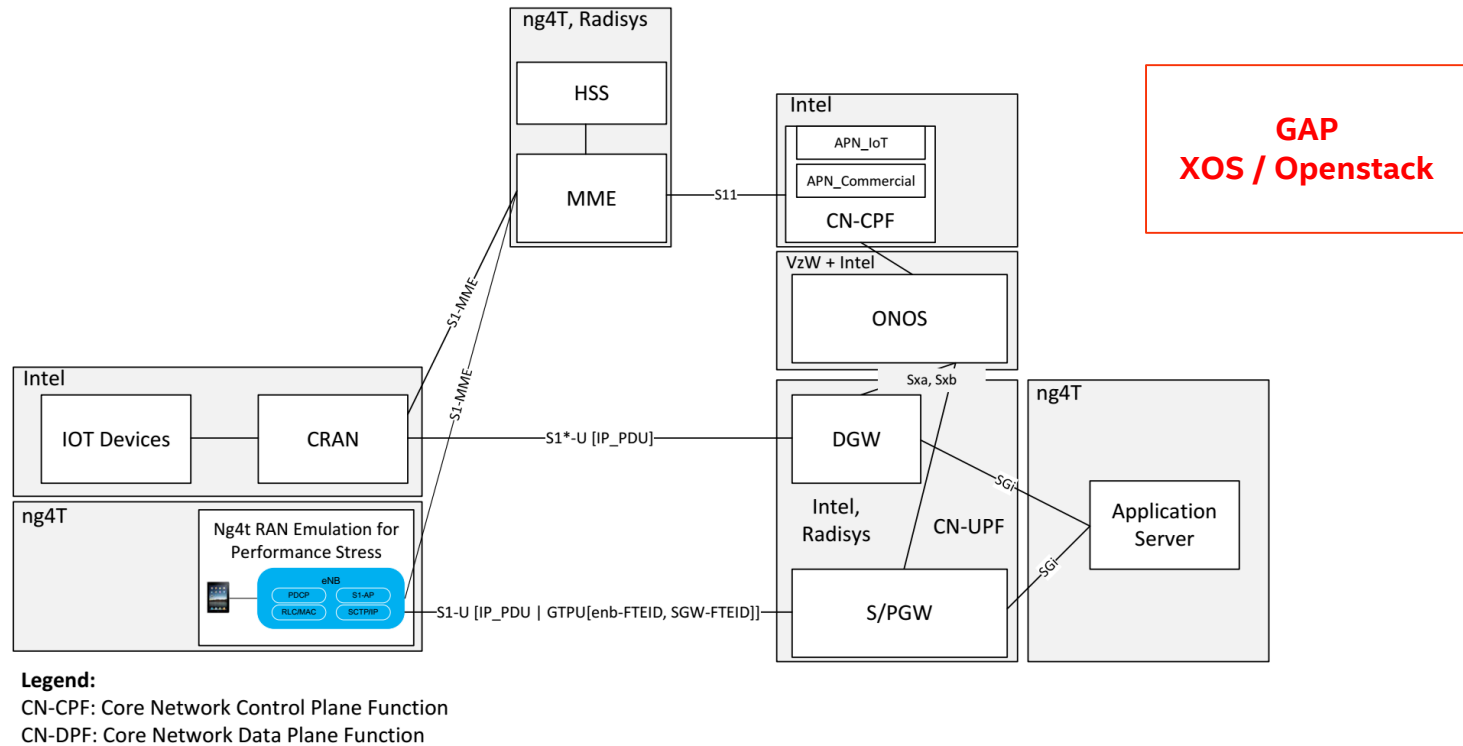 ng4T, Radisys
HSS
MME
S11
Intel
APN_IoT
APN_Commercial
CN-CPF
GAP
XOS / Openstack
VzW + Intel
ONOS
Sxa, Sxb
S1-MME
S1-MME
Intel
IOT Devices
CRAN
S1*-U [IP_PDU]
DGW
Intel,
Radisys
CN-UPF
SGi
SGi
ng4T
Application
Server
ng4T
Ng4t RAN Emulation for
Performance Stress
eNB
PDCP
S1-AP
RLC/MAC
SCTP/IP
S1-U [IP_PDU | GTPU[enb-FTEID, SGW-FTEID]]
S/PGW
Legend:
CN-CPF: Core Network Control Plane Function
CN-DPF: Core Network Data Plane Function